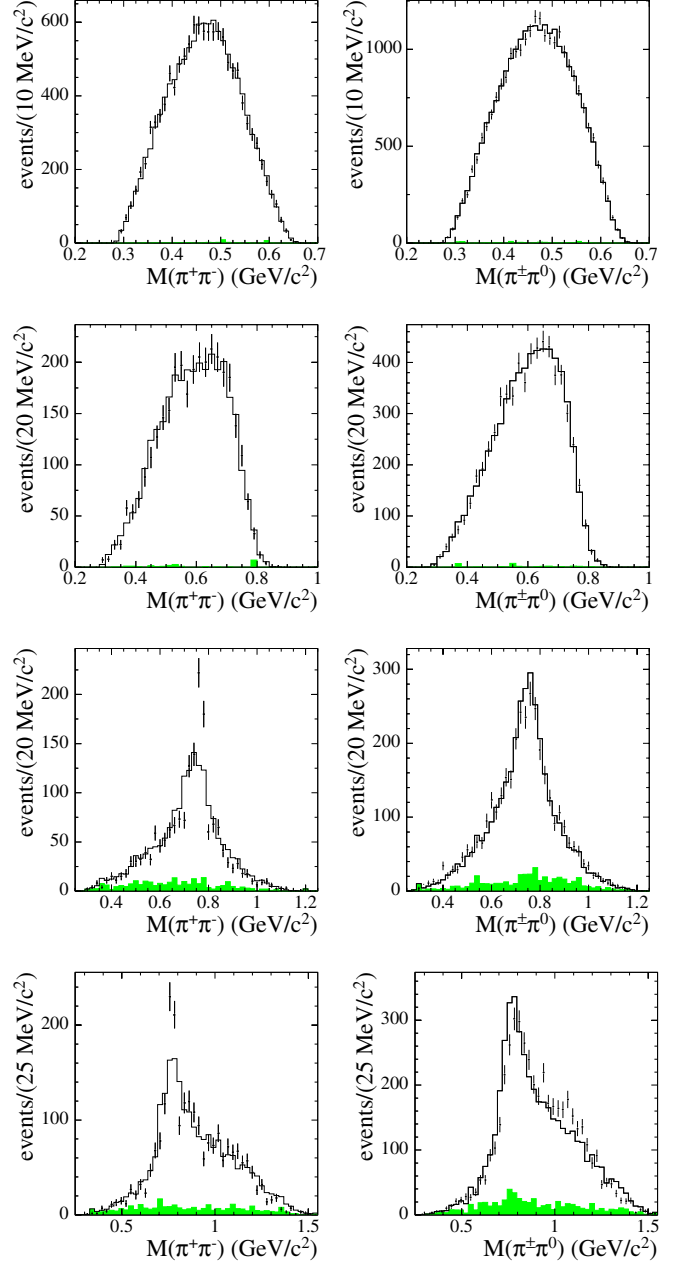 events/(10 MeV/c²)
600
400
200
0
0.2 0.3 0.4 0.5 0.6 0.7
M(π⁺π⁻) (GeV/c²)
events/(10 MeV/c²)
1000
500
0
0.2 0.3 0.4 0.5 0.6 0.7
M(π±π⁰) (GeV/c²)
events/(20 MeV/c²)
200
150
100
50
0
0.2 0.4 0.6 0.8 1
M(π⁺π⁻) (GeV/c²)
events/(20 MeV/c²)
400
300
200
100
0
0.2 0.4 0.6 0.8 1
M(π±π⁰) (GeV/c²)
events/(20 MeV/c²)
200
150
100
50
0
0.4 0.6 0.8 1 1.2
M(π⁺π⁻) (GeV/c²)
events/(20 MeV/c²)
300
200
100
0
0.4 0.6 0.8 1 1.2
M(π±π⁰) (GeV/c²)
events/(25 MeV/c²)
200
160
120
80
40
0
0.5 1 1.5
M(π⁺π⁻) (GeV/c²)
events/(25 MeV/c²)
300
200
100
0
0.5 1 1.5
M(π±π⁰) (GeV/c²)